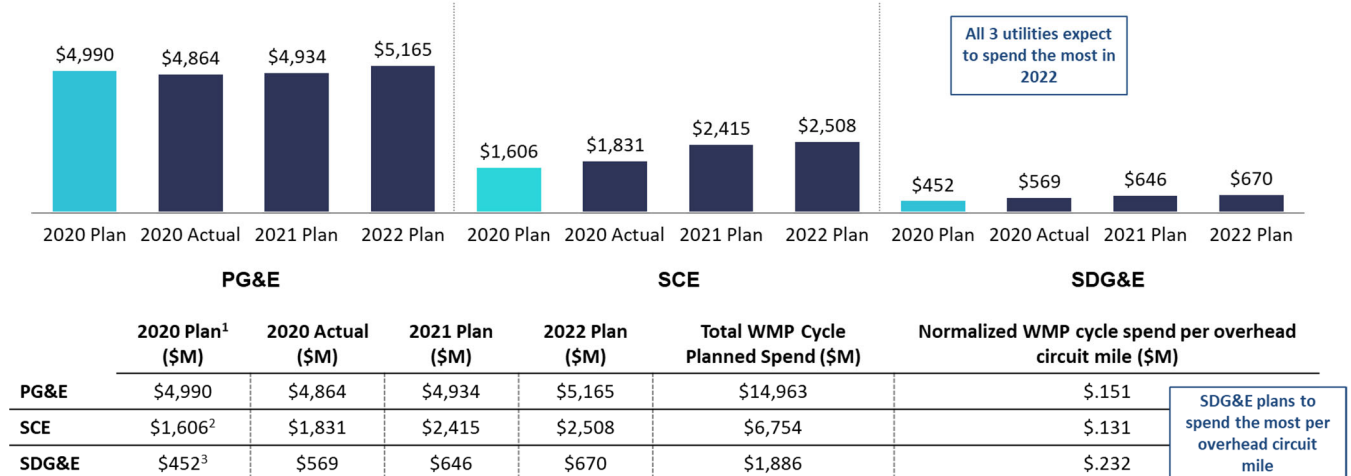 $4,990 $4,864 $4,934 $5,165
$1,606 $1,831 $2,415 $2,508
$452 $569 $646 $670
All 3 utilities expect
to spend the most in
2022
2020 Plan 2020 Actual 2021 Plan 2022 Plan 2020 Plan 2020 Actual 2021 Plan 2022 Plan 2020 Plan 2020 Actual 2021 Plan 2022 Plan
PG&E SCE SDG&E
2020 Plan¹ 2020 Actual 2021 Plan 2022 Plan Total WMP Cycle Normalized WMP cycle spend per overhead
($M) ($M) ($M) ($M) Planned Spend ($M) circuit mile ($M)
PG&E $4,990 $4,864 $4,934 $5,165 $14,963 $.151
SCE $1,606² $1,831 $2,415 $2,508 $6,754 $.131
SDG&E $452³ $569 $646 $670 $1,886 $.232
SDG&E plans to
spend the most per
overhead circuit
mile